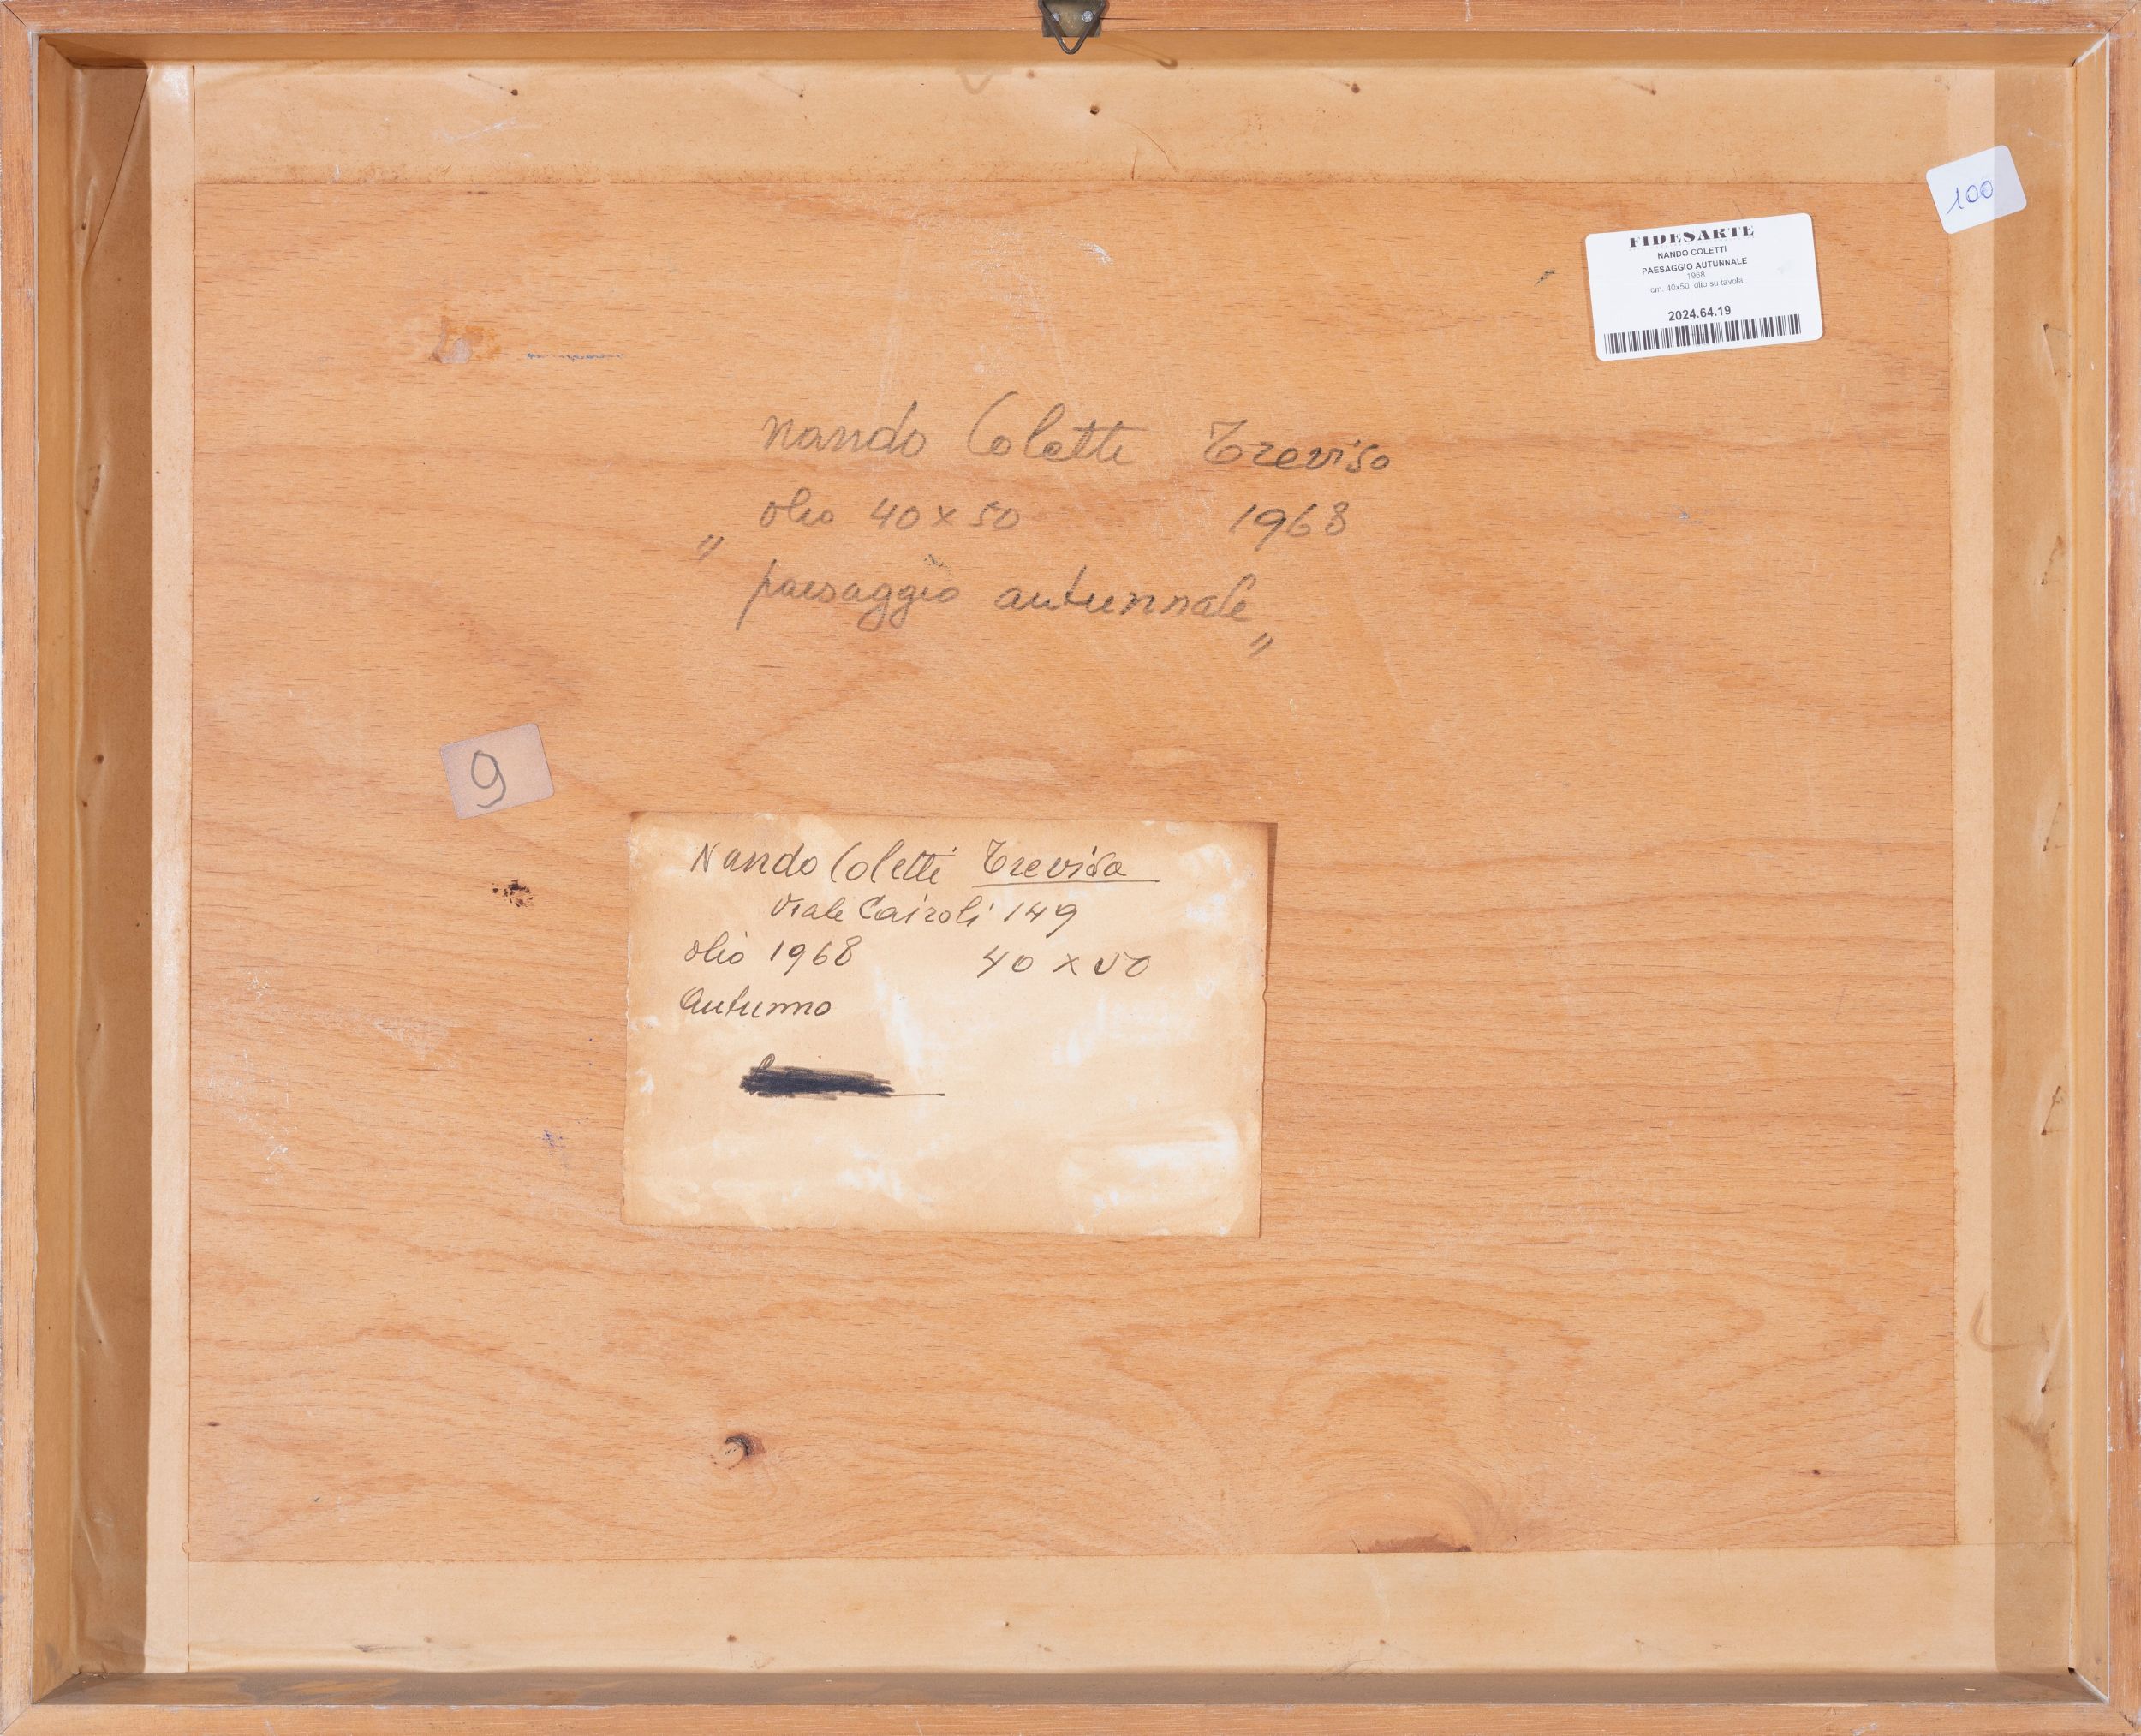 100
FIDESARTE
NANDO COLETTI
PAESAGGIO AUTUNNALE
1968
cm. 40x50 olio su tavola
2024.64.19
Nando Coletti Treviso
olio 40 x 50 1968
" paesaggio autunnale "
9
Nando Coletti Treviso
Viale Cairoli 149
olio 1968 40 x 50
Autunno